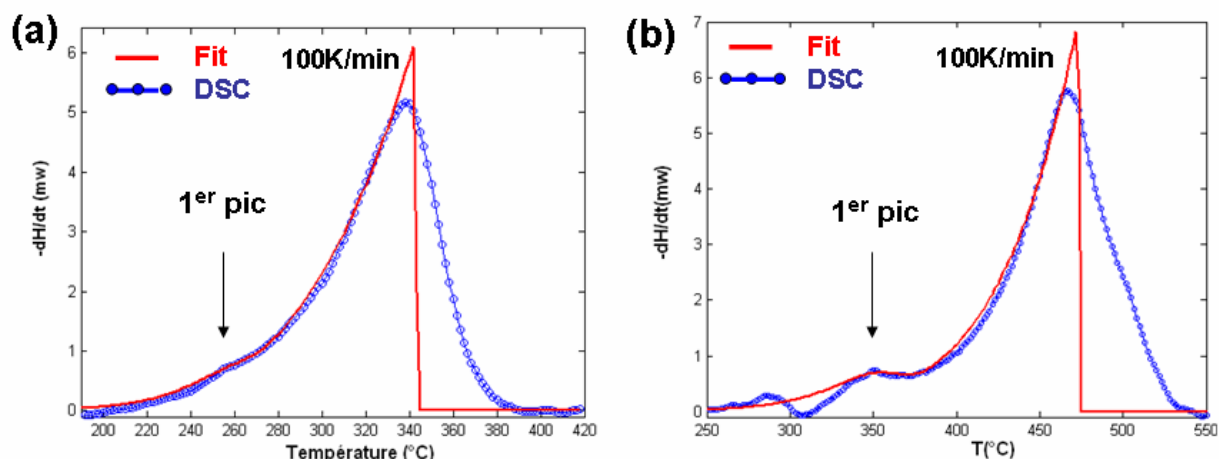 (a)
Fit
DSC
100K/min
1er pic
-dH/dt (mw)
6
5
4
3
2
1
0
200 220 240 260 280 300 320 340 360 380 400 420
Température (°C)
(b)
Fit
DSC
100K/min
1er pic
-dH/dt(mw)
7
6
5
4
3
2
1
0
250 300 350 400 450 500 550
T(°C)